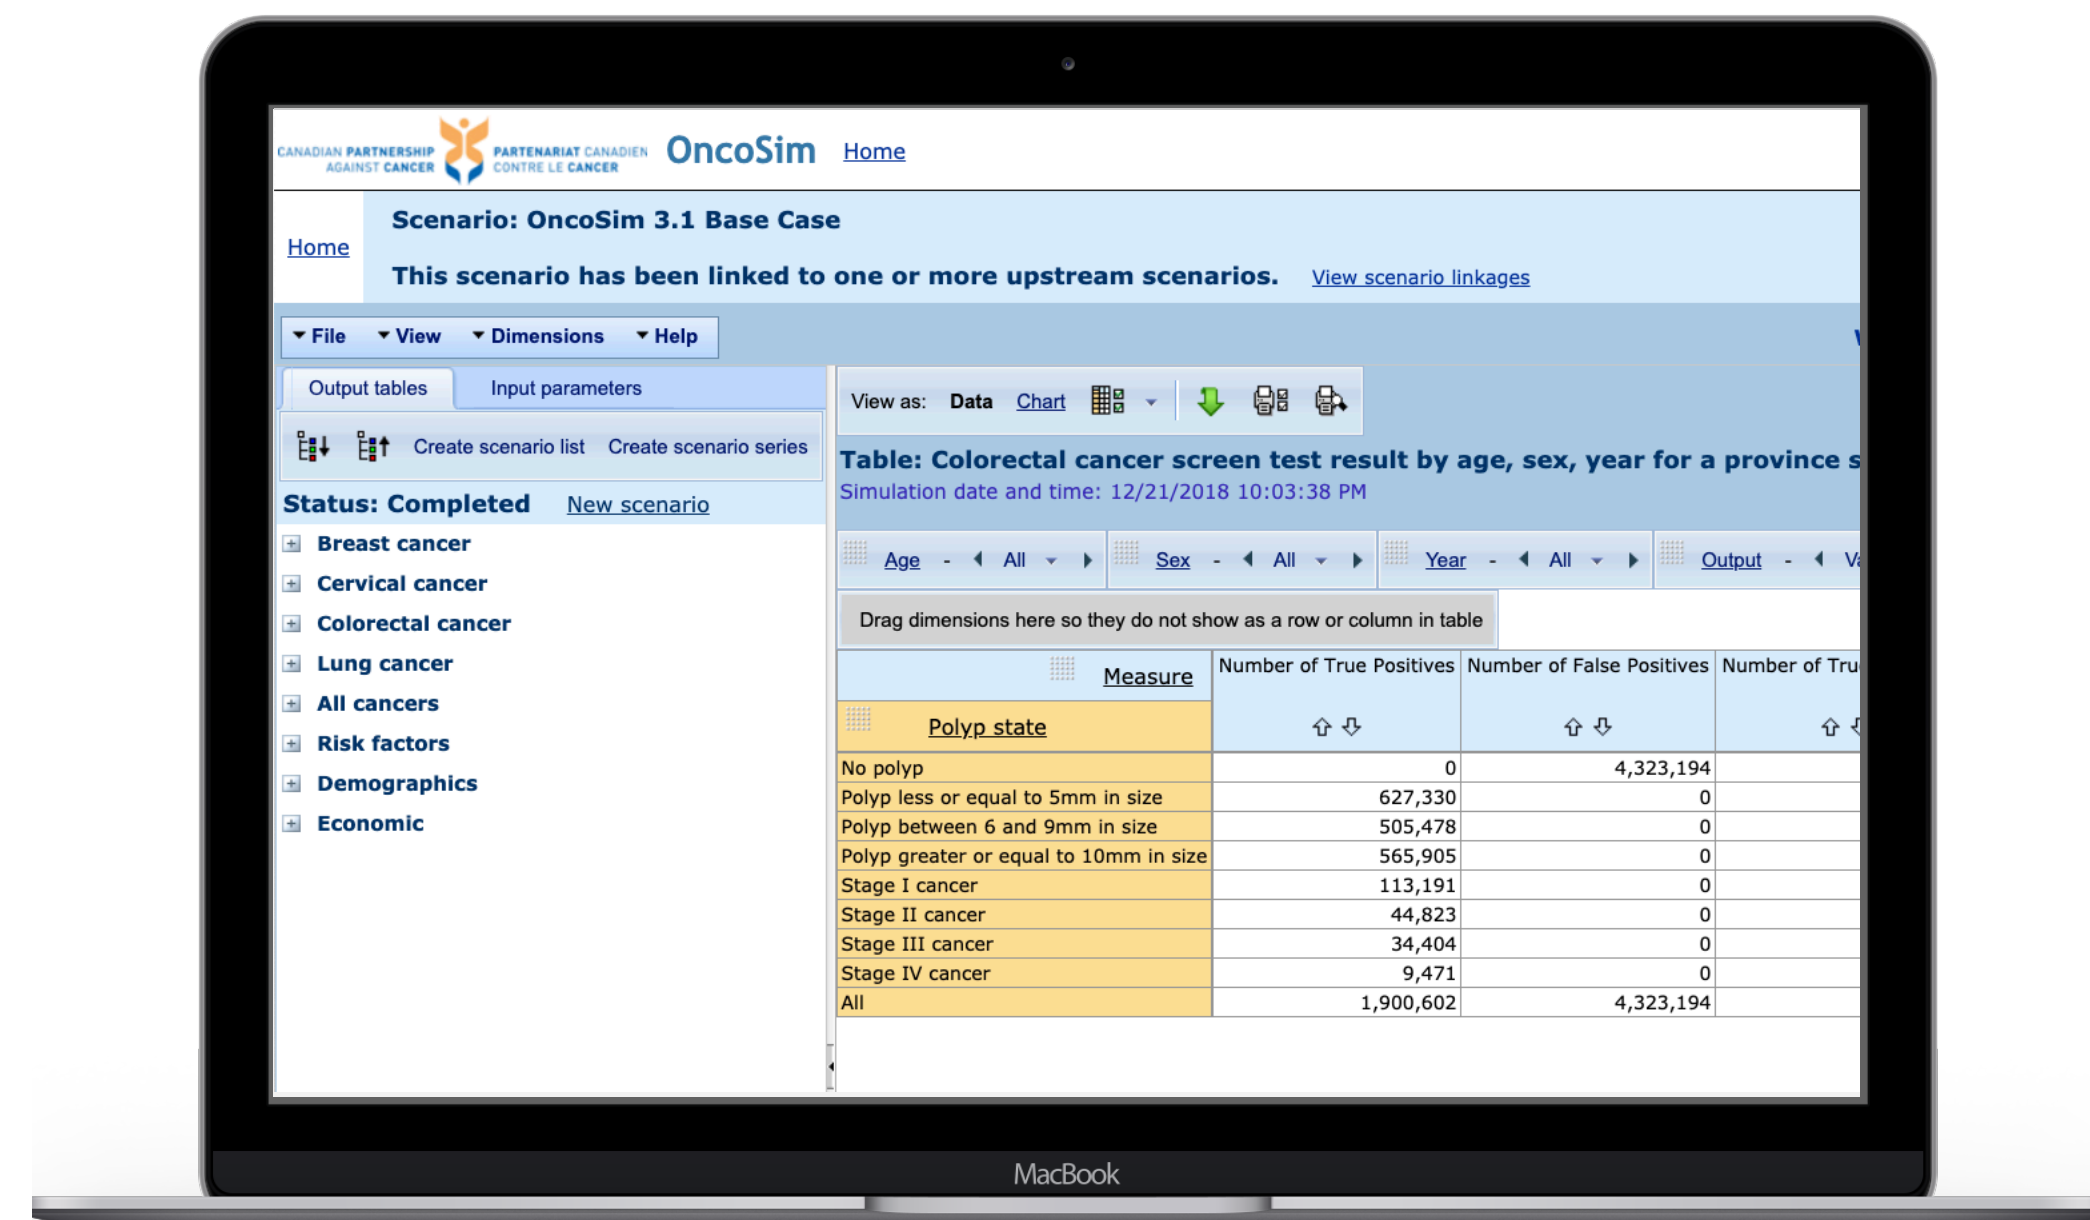 CANADIAN PARTNERSHIP
AGAINST CANCER
PARTENARIAT CANADIEN
CONTRE LE CANCER
OncoSim
Home
Home
Scenario: OncoSim 3.1 Base Case
This scenario has been linked to one or more upstream scenarios. View scenario linkages
File View Dimensions Help
Output tables Input parameters
Create scenario list Create scenario series
Status: Completed New scenario
Breast cancer
Cervical cancer
Colorectal cancer
Lung cancer
All cancers
Risk factors
Demographics
Economic
View as: Data Chart
Table: Colorectal cancer screen test result by age, sex, year for a province s
Simulation date and time: 12/21/2018 10:03:38 PM
Age - All Sex - All Year - All Output -
Drag dimensions here so they do not show as a row or column in table
Measure Number of True Positives Number of False Positives Number of Tru
Polyp state
No polyp 0 4,323,194
Polyp less or equal to 5mm in size 627,330 0
Polyp between 6 and 9mm in size 505,478 0
Polyp greater or equal to 10mm in size 565,905 0
Stage I cancer 113,191 0
Stage II cancer 44,823 0
Stage III cancer 34,404 0
Stage IV cancer 9,471 0
All 1,900,602 4,323,194
MacBook